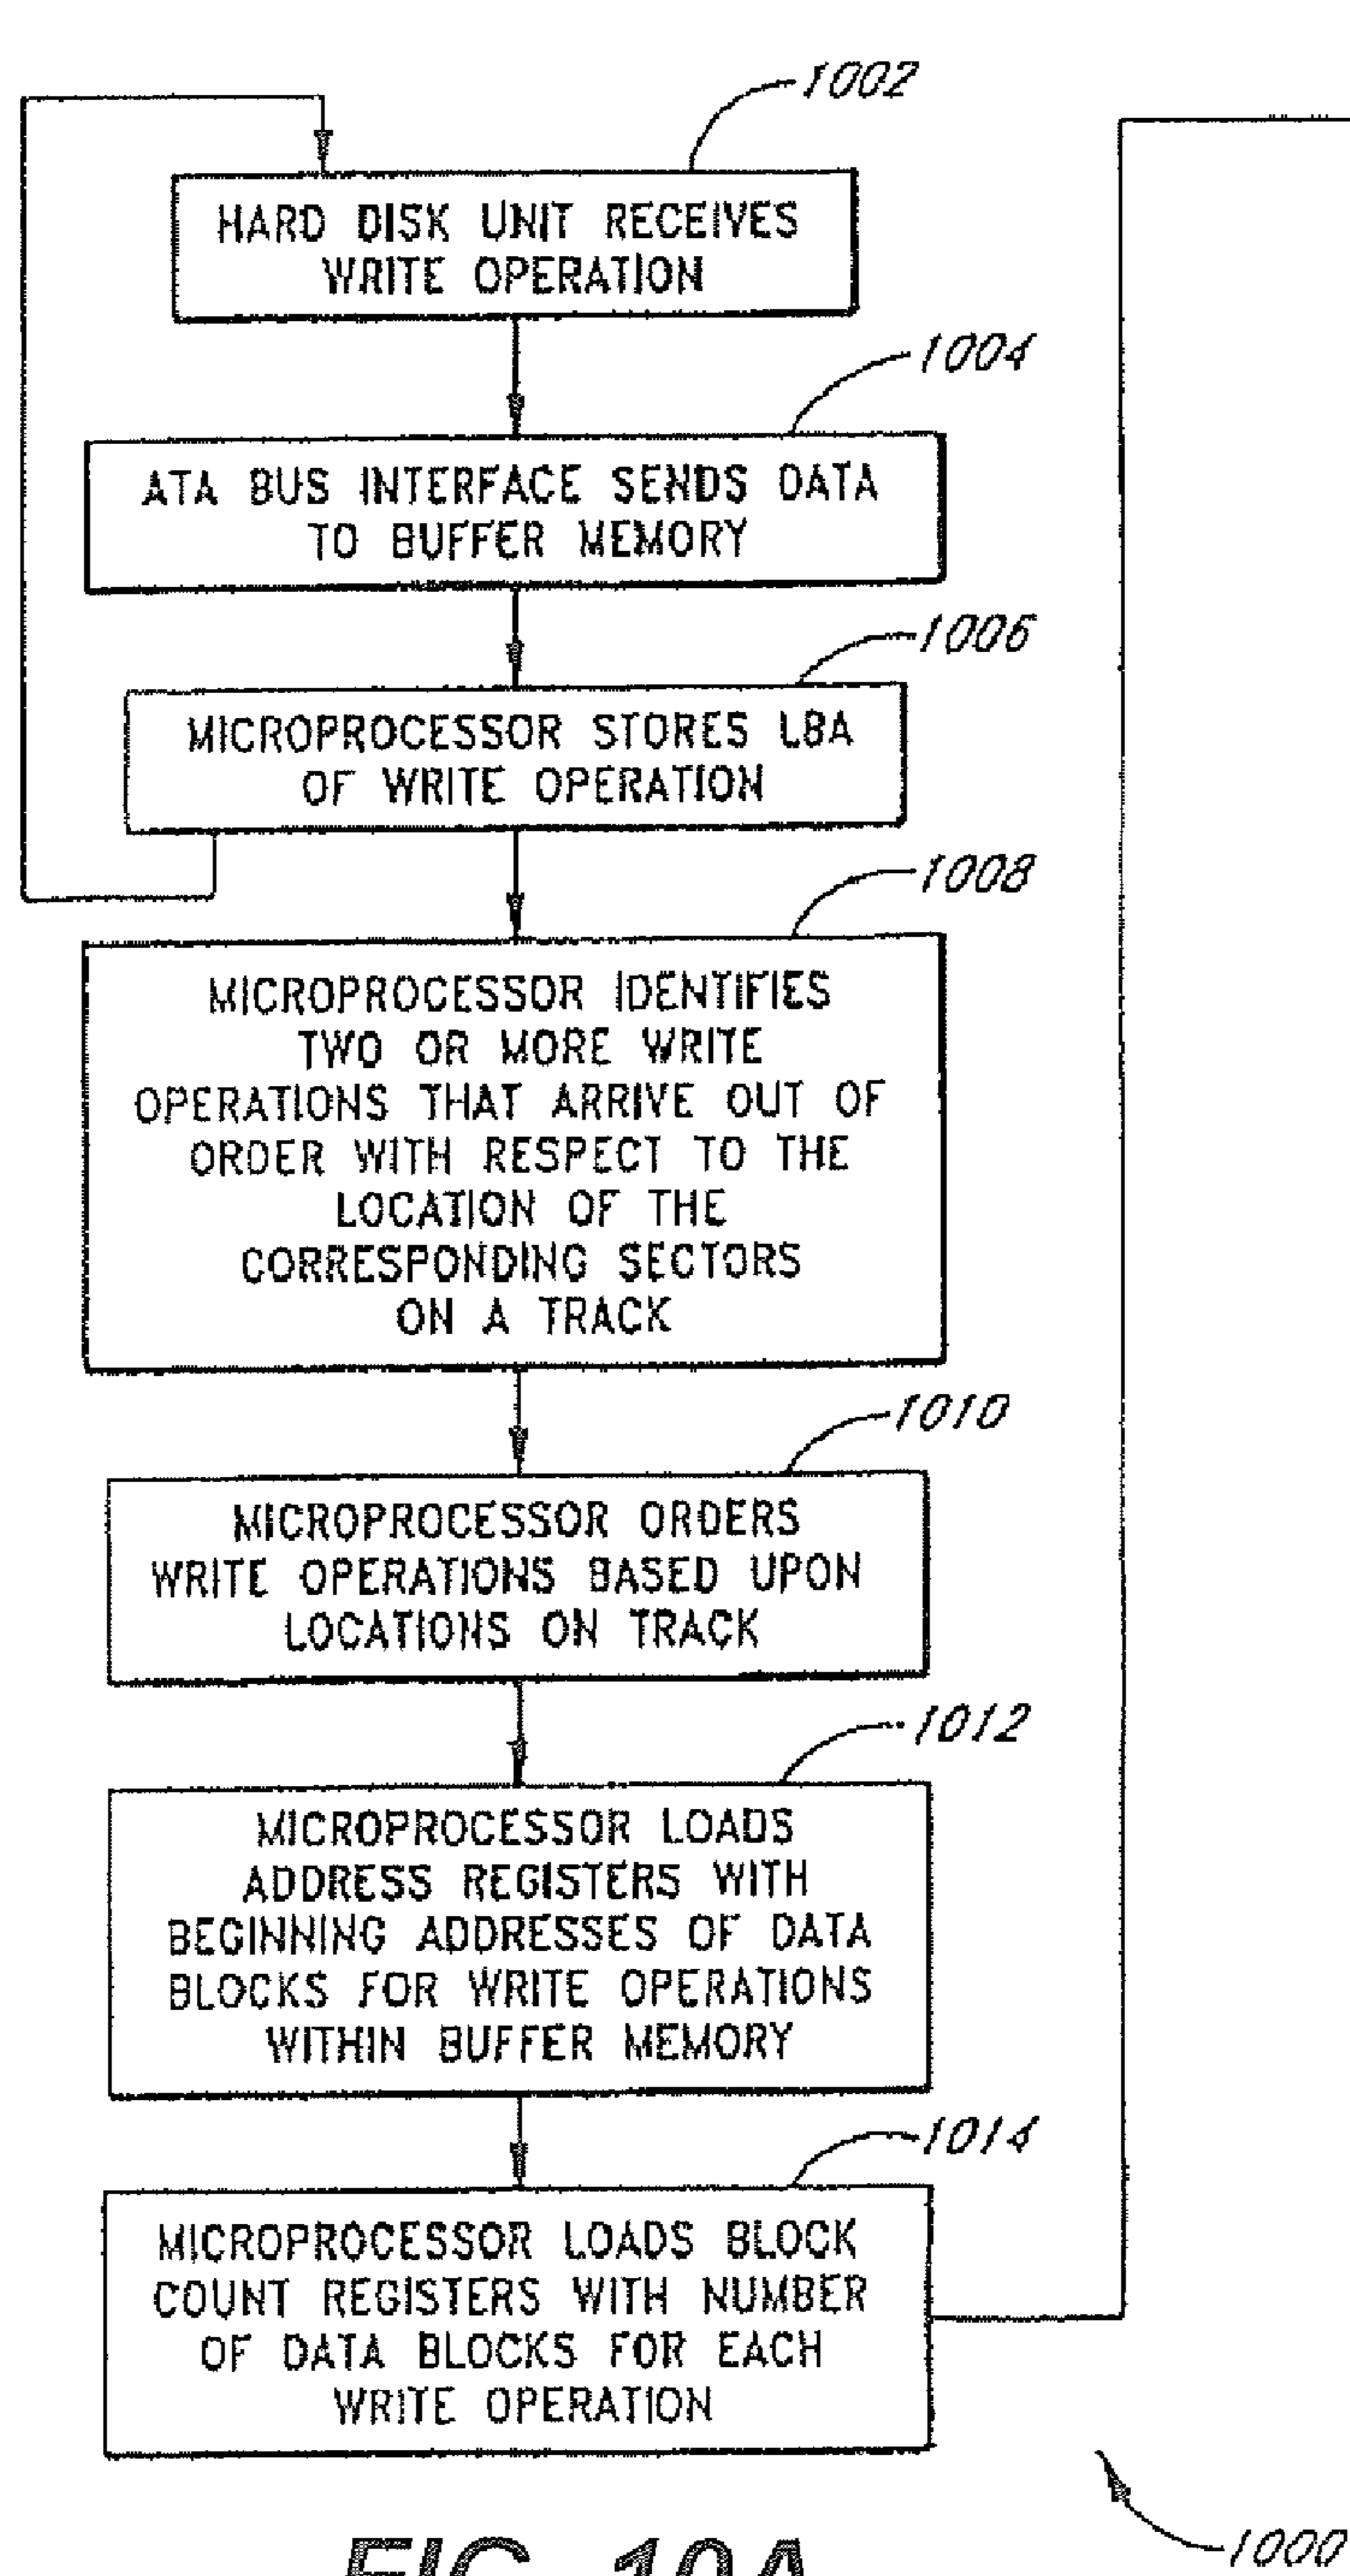 1002
HARD DISK UNIT RECEIVES
WRITE OPERATION
1004
ATA BUS INTERFACE SENDS DATA
TO BUFFER MEMORY
1006
MICROPROCESSOR STORES LBA
OF WRITE OPERATION
1008
MICROPROCESSOR IDENTIFIES
TWO OR MORE WRITE
OPERATIONS THAT ARRIVE OUT OF
ORDER WITH RESPECT TO THE
LOCATION OF THE
CORRESPONDING SECTORS
ON A TRACK
1010
MICROPROCESSOR ORDERS
WRITE OPERATIONS BASED UPON
LOCATIONS ON TRACK
1012
MICROPROCESSOR LOADS
ADDRESS REGISTERS WITH
BEGINNING ADDRESSES OF DATA
BLOCKS FOR WRITE OPERATIONS
WITHIN BUFFER MEMORY
1014
MICROPROCESSOR LOADS BLOCK
COUNT REGISTERS WITH NUMBER
OF DATA BLOCKS FOR EACH
WRITE OPERATION
1000
FIG. 10A